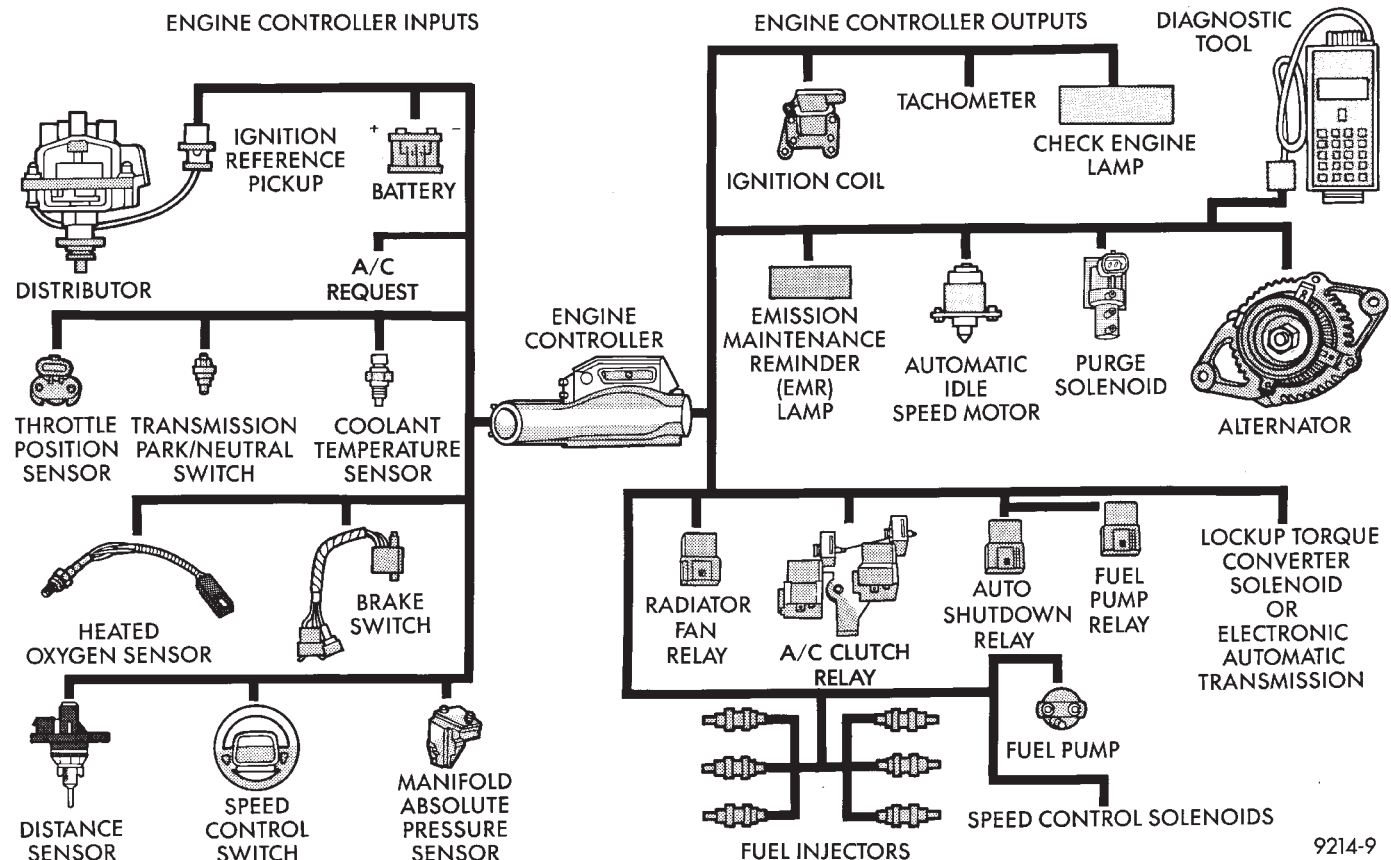 ENGINE CONTROLLER INPUTS
ENGINE CONTROLLER OUTPUTS
DIAGNOSTIC
TOOL
IGNITION
REFERENCE
PICKUP
+
−
BATTERY
DISTRIBUTOR
A/C
REQUEST
IGNITION COIL
TACHOMETER
CHECK ENGINE
LAMP
THROTTLE
POSITION
SENSOR
TRANSMISSION
PARK/NEUTRAL
SWITCH
COOLANT
TEMPERATURE
SENSOR
ENGINE
CONTROLLER
EMISSION
MAINTENANCE
REMINDER
(EMR)
LAMP
AUTOMATIC
IDLE
SPEED MOTOR
PURGE
SOLENOID
ALTERNATOR
HEATED
OXYGEN SENSOR
BRAKE
SWITCH
RADIATOR
FAN
RELAY
A/C CLUTCH
RELAY
AUTO
SHUTDOWN
RELAY
FUEL
PUMP
RELAY
LOCKUP TORQUE
CONVERTER
SOLENOID
OR
ELECTRONIC
AUTOMATIC
TRANSMISSION
DISTANCE
SENSOR
SPEED
CONTROL
SWITCH
MANIFOLD
ABSOLUTE
PRESSURE
SENSOR
FUEL INJECTORS
FUEL PUMP
SPEED CONTROL SOLENOIDS
9214-9